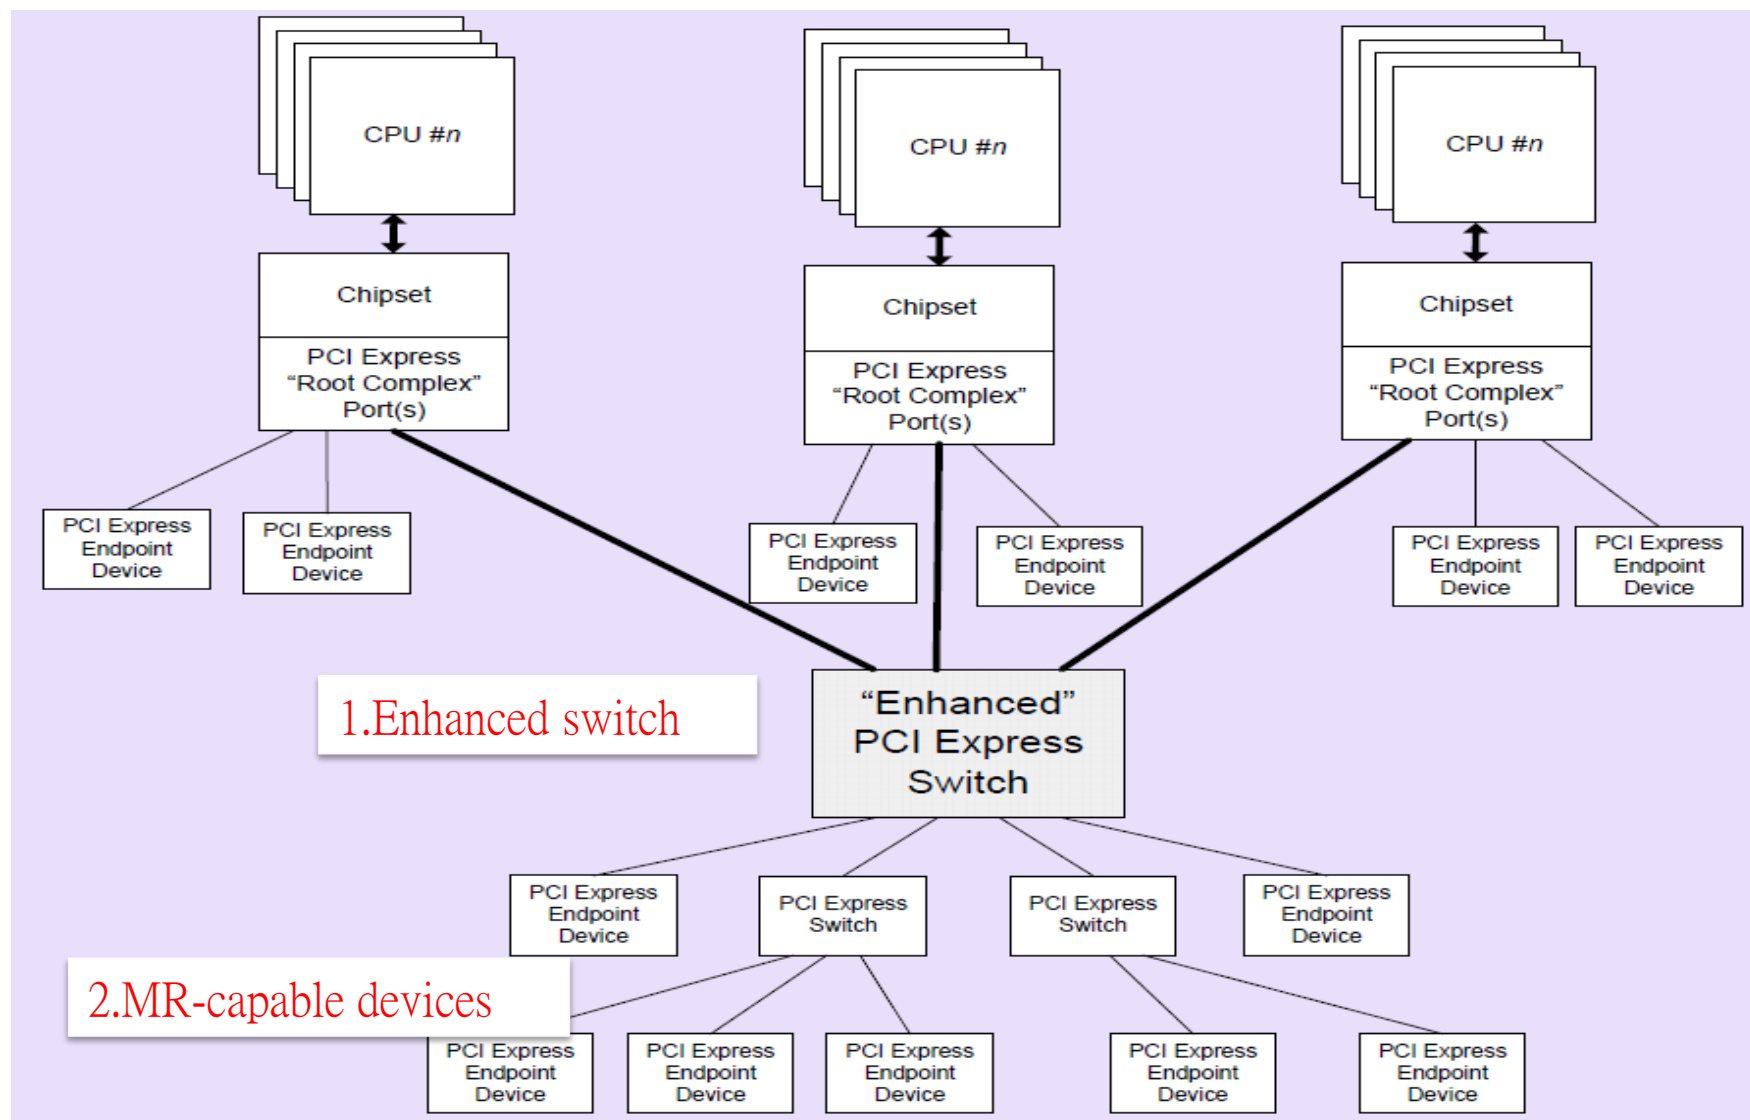 CPU #n
CPU #n
CPU #n
Chipset
PCI Express
“Root Complex”
Port(s)
Chipset
PCI Express
“Root Complex”
Port(s)
Chipset
PCI Express
“Root Complex”
Port(s)
PCI Express
Endpoint
Device
PCI Express
Endpoint
Device
PCI Express
Endpoint
Device
PCI Express
Endpoint
Device
PCI Express
Endpoint
Device
PCI Express
Endpoint
Device
1.Enhanced switch
“Enhanced”
PCI Express
Switch
PCI Express
Endpoint
Device
PCI Express
Switch
PCI Express
Switch
PCI Express
Endpoint
Device
2.MR-capable devices
PCI Express
Endpoint
Device
PCI Express
Endpoint
Device
PCI Express
Endpoint
Device
PCI Express
Endpoint
Device
PCI Express
Endpoint
Device